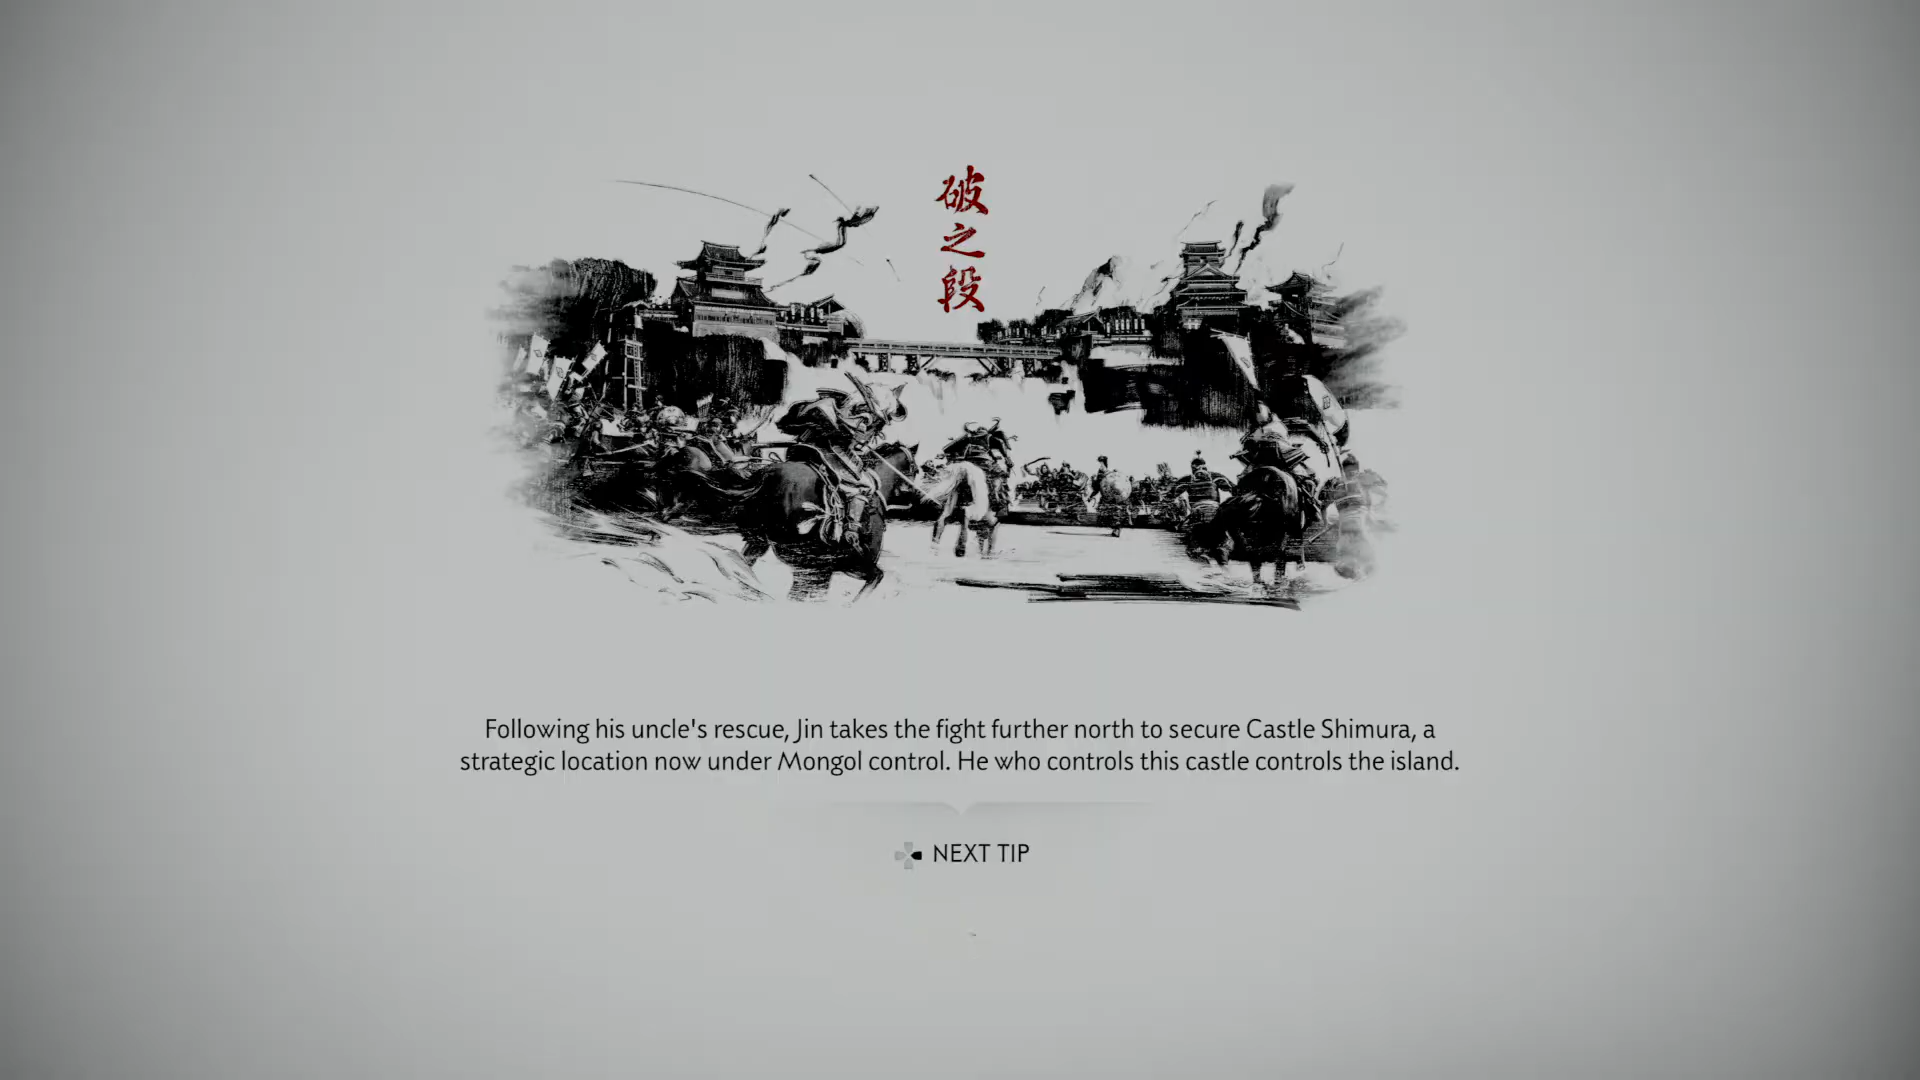 破之段
Following his uncle's rescue, Jin takes the fight further north to secure Castle Shimura, a
strategic location now under Mongol control. He who controls this castle controls the island.
NEXT TIP